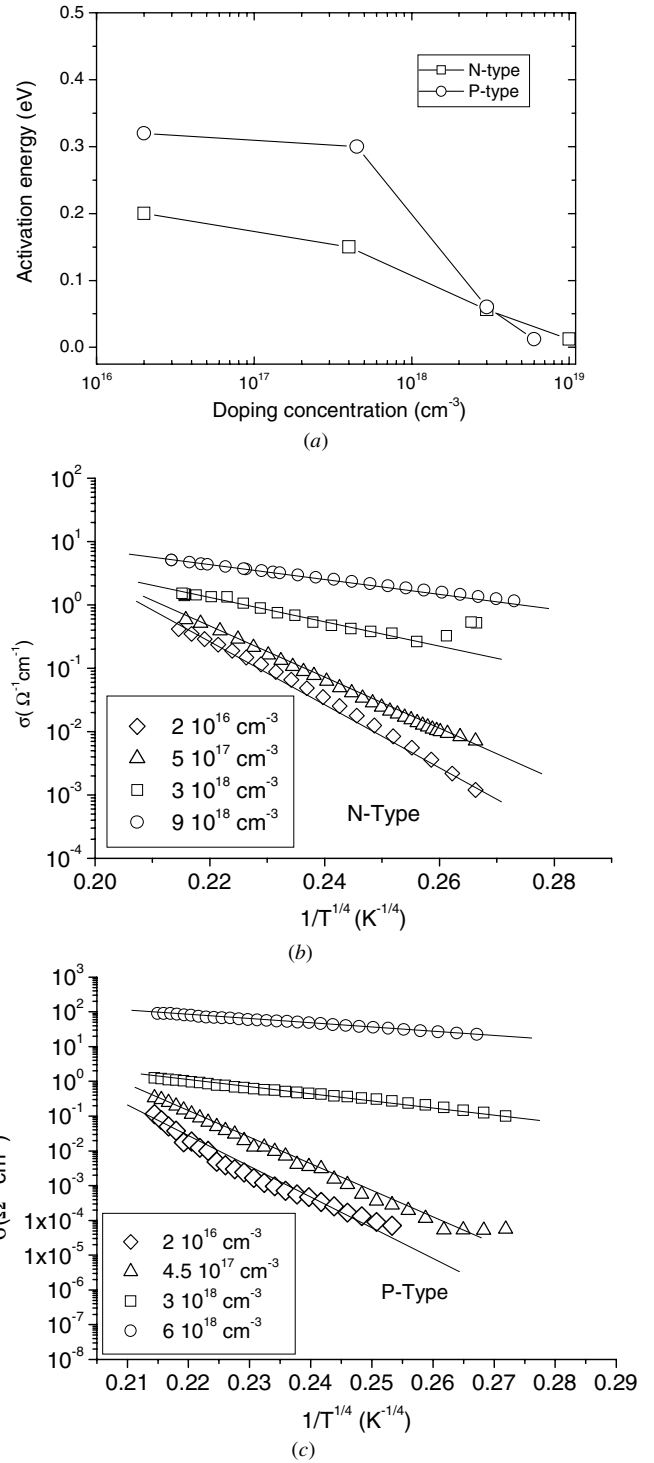 0.5
0.4
0.3
0.2
0.1
0.0
Activation energy (eV)
N-type
P-type
10^16 10^17 10^18 10^19
Doping concentration (cm^-3)
(a)
10^2
10^1
10^0
10^-1
10^-2
10^-3
10^-4
σ( Ω^-1cm^-1)
2 10^16 cm^-3
5 10^17 cm^-3
3 10^18 cm^-3
9 10^18 cm^-3
N-Type
0.20 0.22 0.24 0.26 0.28
1/T^1/4 (K^-1/4)
(b)
10^3
10^2
10^1
10^0
10^-1
10^-2
10^-3
1x10^-4
1x10^-5
10^-6
10^-7
10^-8
2 10^16 cm^-3
4.5 10^17 cm^-3
3 10^18 cm^-3
6 10^18 cm^-3
P-Type
0.21 0.22 0.23 0.24 0.25 0.26 0.27 0.28 0.29
1/T^1/4 (K^-1/4)
(c)